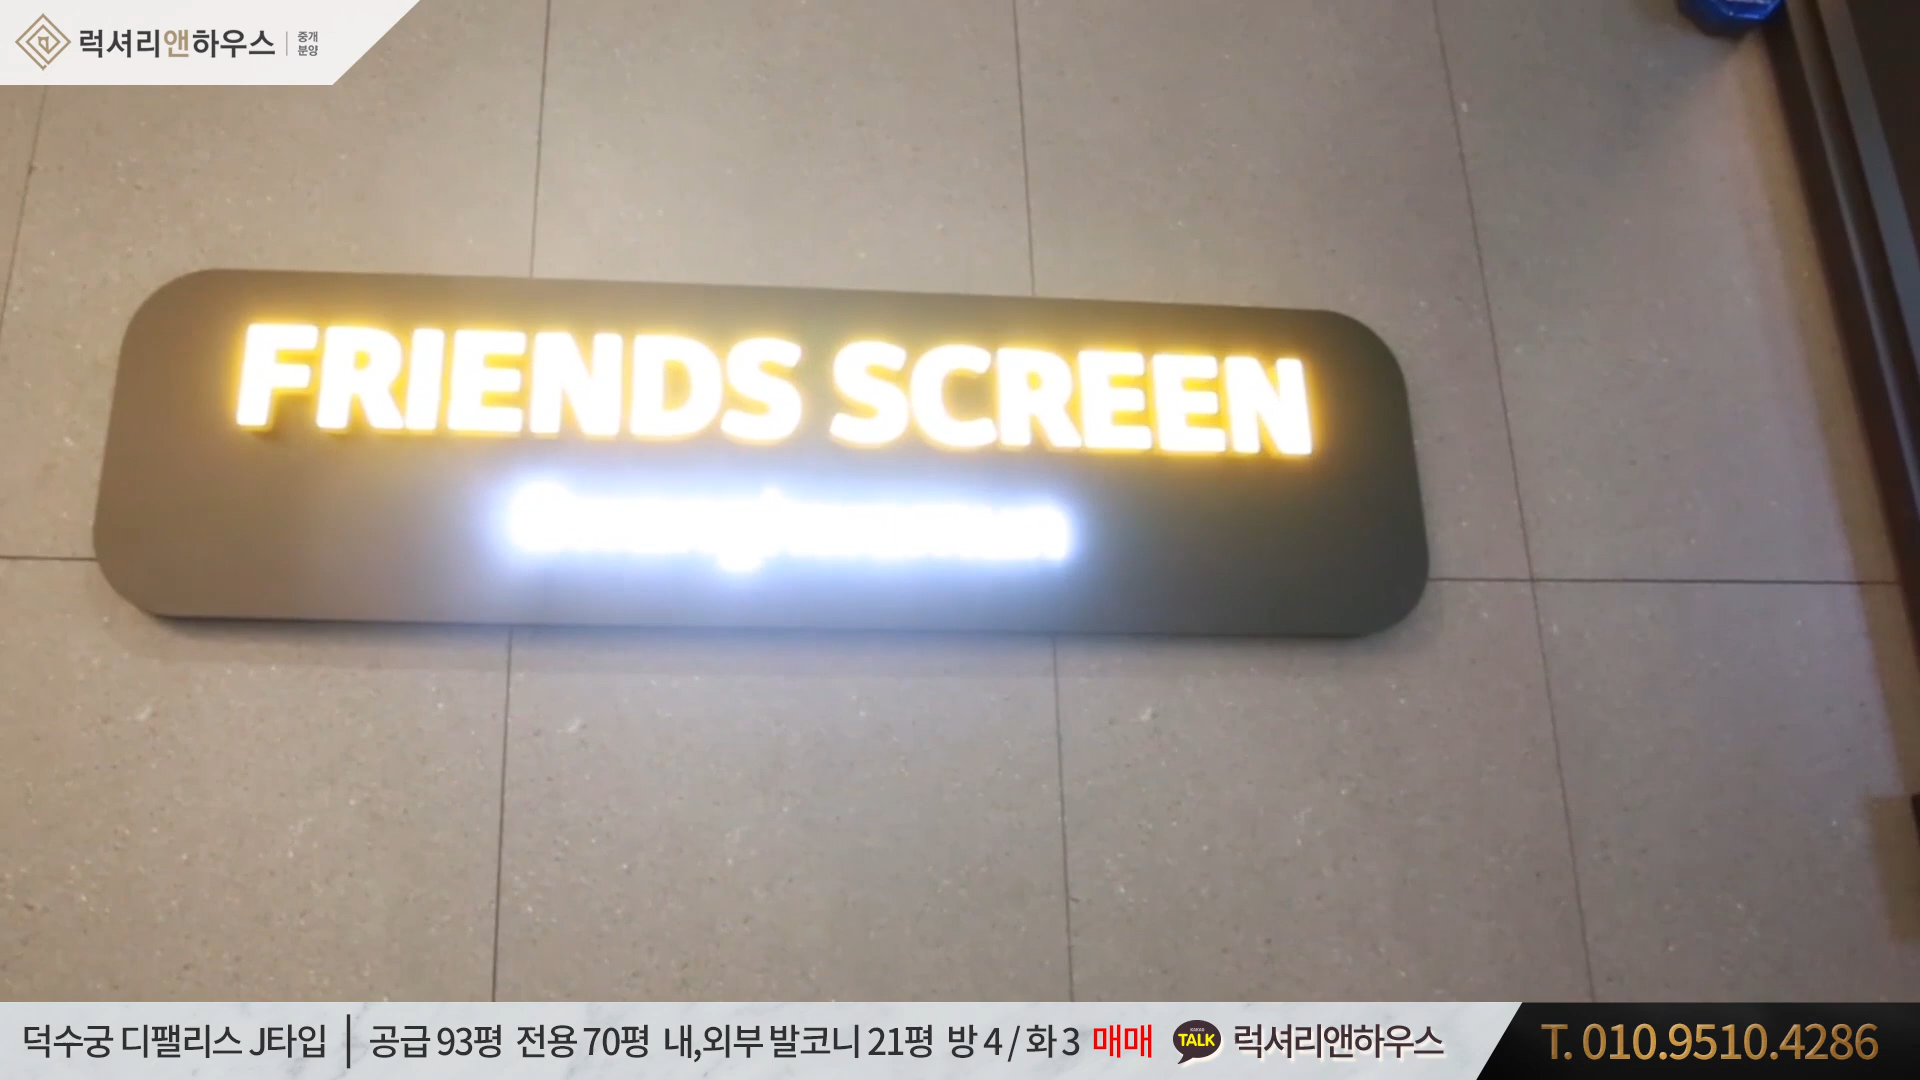 럭셔리앤하우스 중개
분양
FRIENDS SCREEN
덕수궁 디팰리스 J타입 | 공급 93평 전용 70평 내,외부 발코니 21평 방 4 / 화 3 매매 TALK 럭셔리앤하우스 T. 010.9510.4286